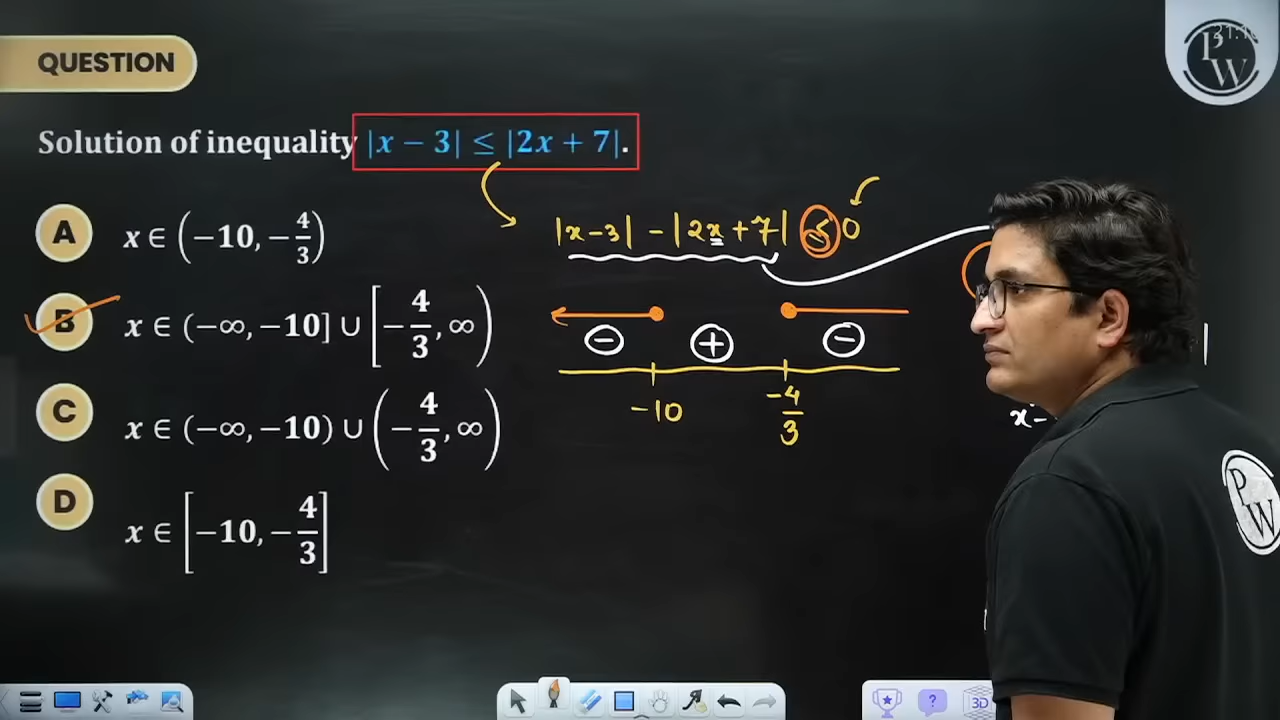 QUESTION
Solution of inequality |x − 3| ≤ |2x + 7|.
A x ∈ (−10, −4/3)
B x ∈ (−∞, −10] ∪ [−4/3, ∞)
C x ∈ (−∞, −10) ∪ (−4/3, ∞)
D x ∈ [−10, −4/3]
|x−3| − |2x+7| ≤ 0
− + −
−10 −4/3
x-
P
W
P
W
3D
?